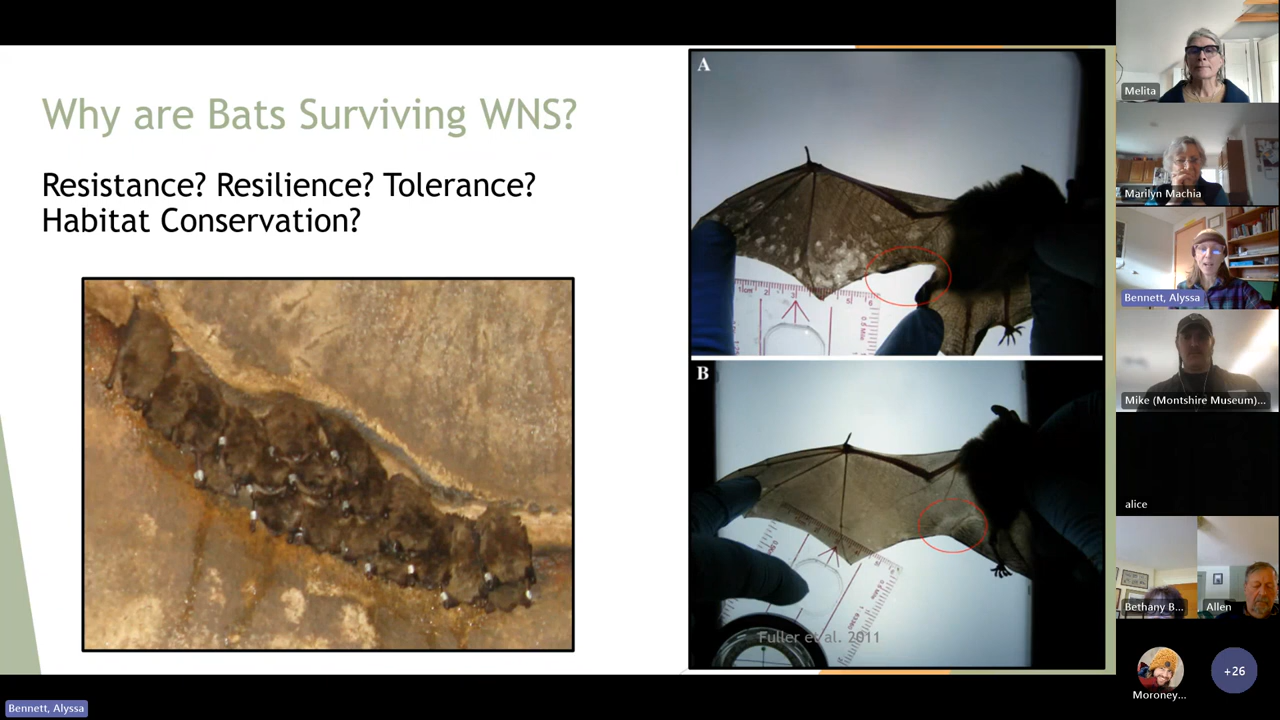 Why are Bats Surviving WNS?
Resistance? Resilience? Tolerance?
Habitat Conservation?
A
B
Fuller et al. 2011
Melita
Marilyn Machia
Bennett, Alyssa
Mike (Montshire Museum)...
alice
Bethany B...
Allen
Moroney...
+26
Bennett, Alyssa